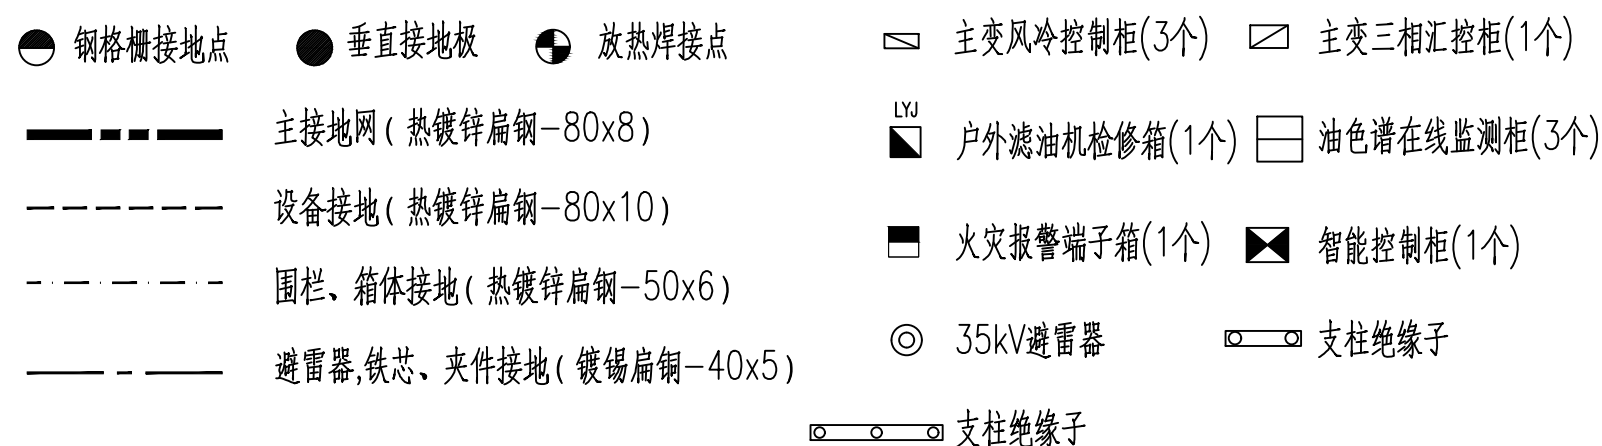 钢格栅接地点 垂直接地极 放热焊接点
主接地网(热镀锌扁钢-80x8)
设备接地(热镀锌扁钢-80x10)
围栏、箱体接地(热镀锌扁钢-50x6)
避雷器,铁芯、夹件接地(镀锡扁铜-40x5)
主变风冷控制柜(3个) 主变三相汇控柜(1个)
LYJ
户外滤油机检修箱(1个) 油色谱在线监测柜(3个)
火灾报警端子箱(1个) 智能控制柜(1个)
35kV避雷器 支柱绝缘子
支柱绝缘子